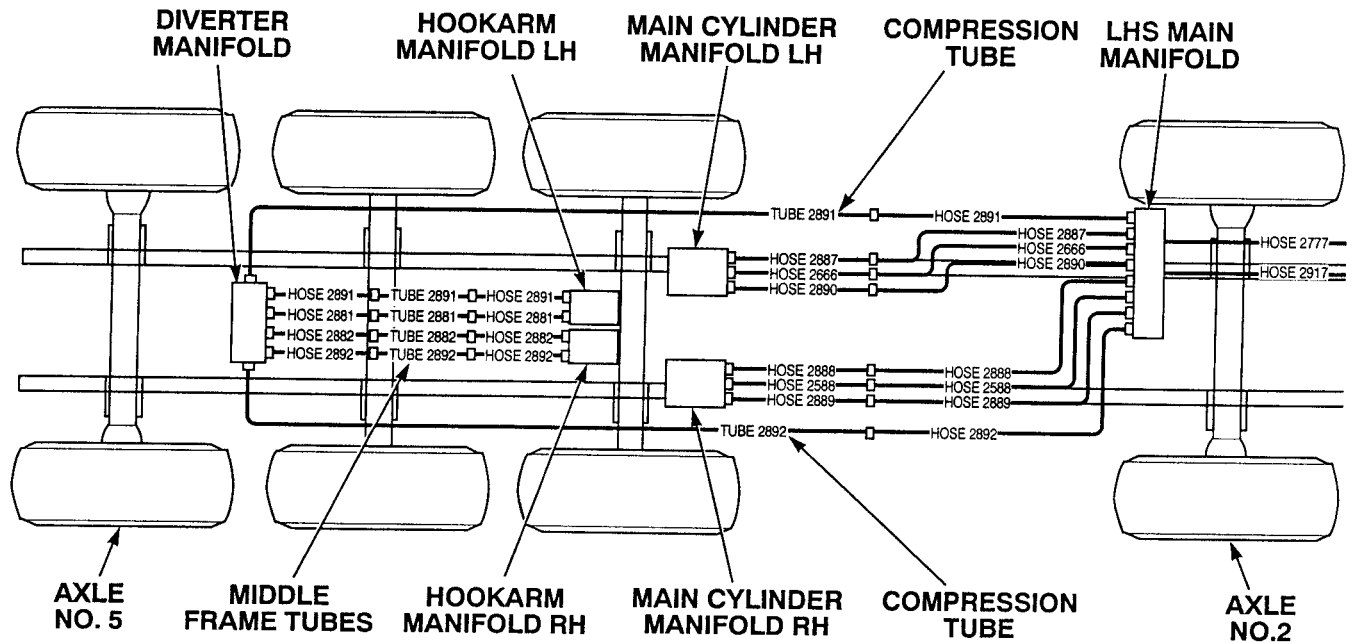 DIVERTER
MANIFOLD
HOOKARM
MANIFOLD LH
MAIN CYLINDER
MANIFOLD LH
COMPRESSION
TUBE
LHS MAIN
MANIFOLD
TUBE 2891
HOSE 2891
HOSE 2887
HOSE 2666
HOSE 2890
HOSE 2777
HOSE 2917
HOSE 2887
HOSE 2666
HOSE 2890
HOSE 2891
TUBE 2891
HOSE 2891
HOSE 2881
TUBE 2881
HOSE 2881
HOSE 2882
TUBE 2882
HOSE 2882
HOSE 2892
TUBE 2892
HOSE 2892
HOSE 2888
HOSE 2888
HOSE 2588
HOSE 2588
HOSE 2889
HOSE 2889
TUBE 2892
HOSE 2892
AXLE
NO. 5
MIDDLE
FRAME TUBES
HOOKARM
MANIFOLD RH
MAIN CYLINDER
MANIFOLD RH
COMPRESSION
TUBE
AXLE
NO.2